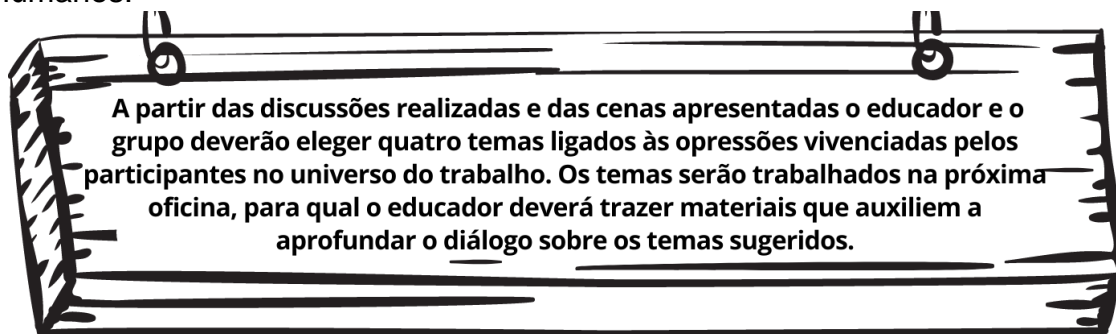 A partir das discussões realizadas e das cenas apresentadas o educador e o
grupo deverão eleger quatro temas ligados às opressões vivenciadas pelos
participantes no universo do trabalho. Os temas serão trabalhados na próxima
oficina, para qual o educador deverá trazer materiais que auxiliem a
aprofundar o diálogo sobre os temas sugeridos.